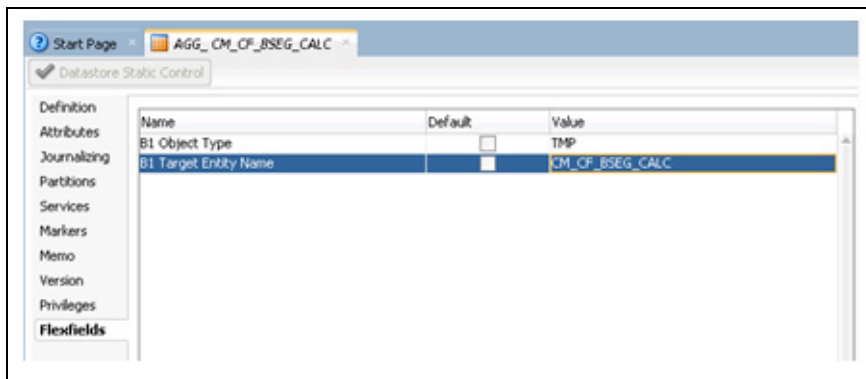 Start Page
AGG_ CM_CF_BSEG_CALC
Datastore Static Control
Definition
Attributes
Journalizing
Partitions
Services
Markers
Memo
Version
Privileges
Flexfields
Name Default Value
B1 Object Type TMP
B1 Target Entity Name CM_CF_BSEG_CALC